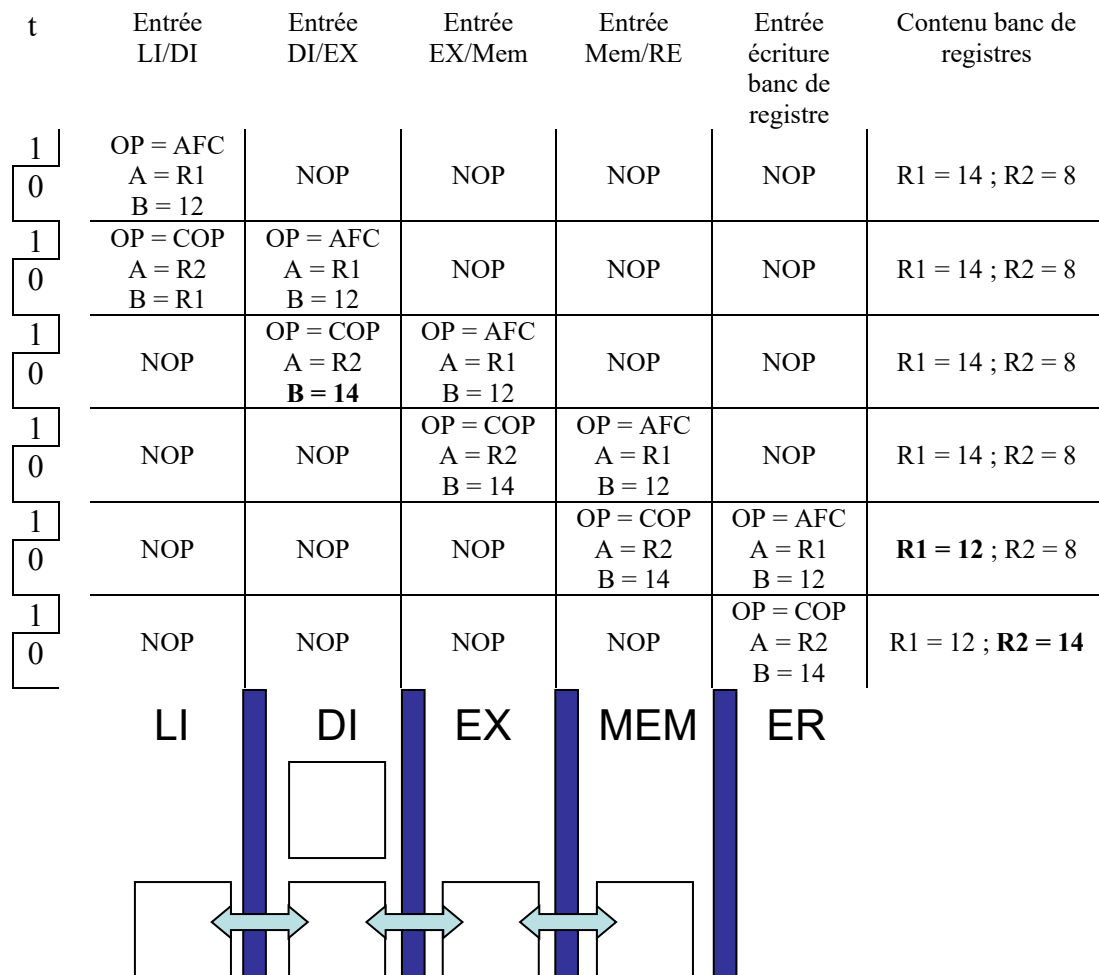 t Entrée Entrée Entrée Entrée Entrée Contenu banc de
LI/DI DI/EX EX/Mem Mem/RE écriture registres
banc de
registre
1 OP = AFC
0 A = R1 NOP NOP NOP NOP R1 = 14 ; R2 = 8
B = 12
1 OP = COP OP = AFC
0 A = R2 A = R1 NOP NOP NOP R1 = 14 ; R2 = 8
B = R1 B = 12
1 OP = COP OP = AFC
0 NOP A = R2 A = R1 NOP NOP R1 = 14 ; R2 = 8
B = 14 B = 12
1 OP = COP OP = AFC
0 NOP NOP A = R2 A = R1 NOP R1 = 14 ; R2 = 8
B = 14 B = 12
1 OP = COP OP = AFC
0 NOP NOP NOP A = R2 A = R1 R1 = 12 ; R2 = 8
B = 14 B = 12
1 OP = COP
0 NOP NOP NOP NOP A = R2 R1 = 12 ; R2 = 14
B = 14
LI DI EX MEM ER